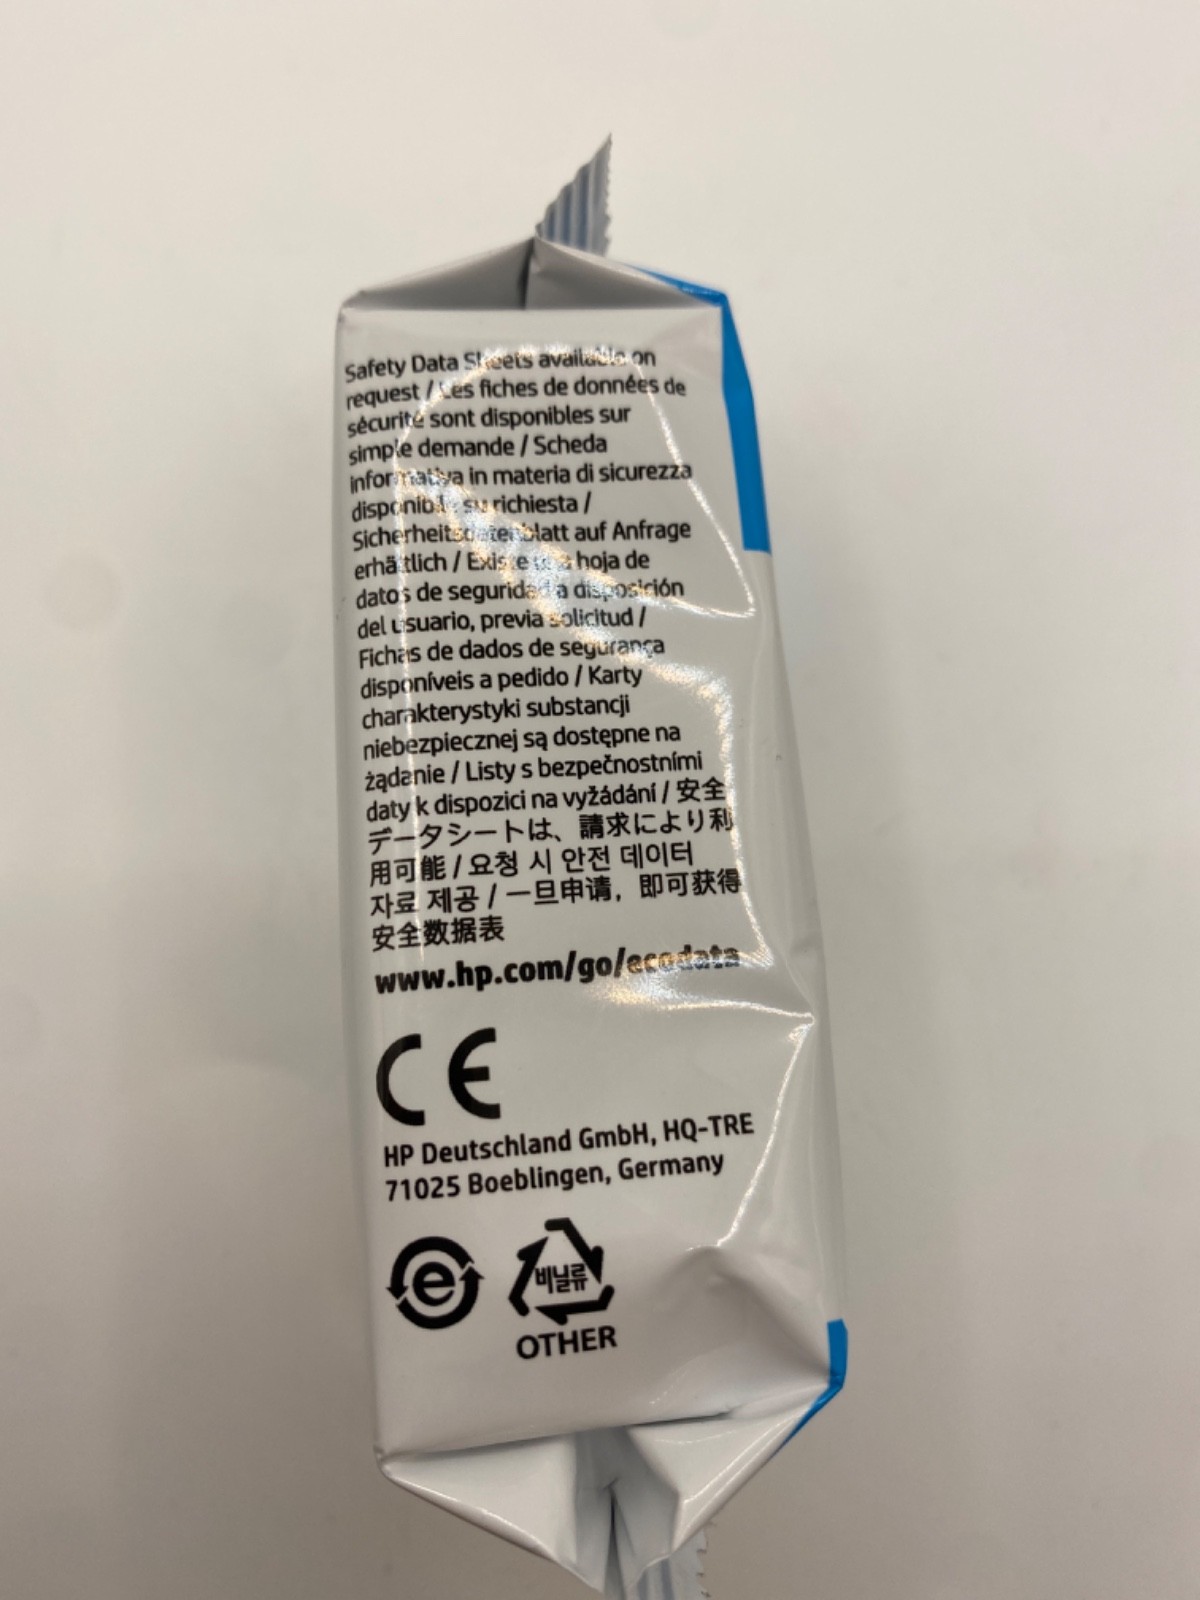 Safety Data Sheets available on
request / Les fiches de données de
sécurité sont disponibles sur
simple demande / Scheda
informativa in materia di sicurezza
disponibile su richiesta /
Sicherheitsdatenblatt auf Anfrage
erhältlich / Existe una hoja de
datos de seguridad a disposición
del usuario, previa solicitud /
Fichas de dados de segurança
disponíveis a pedido / Karty
charakterystyki substancji
niebezpiecznej są dostępne na
żądanie / Listy s bezpečnostními
daty k dispozici na vyžádání / 安全
データシートは、請求により利
用可能 / 요청 시 안전 데이터
자료 제공 / 一旦申请，即可获得
安全数据表
www.hp.com/go/ecodata
CE
HP Deutschland GmbH, HQ-TRE
71025 Boeblingen, Germany
e
비닐류
OTHER